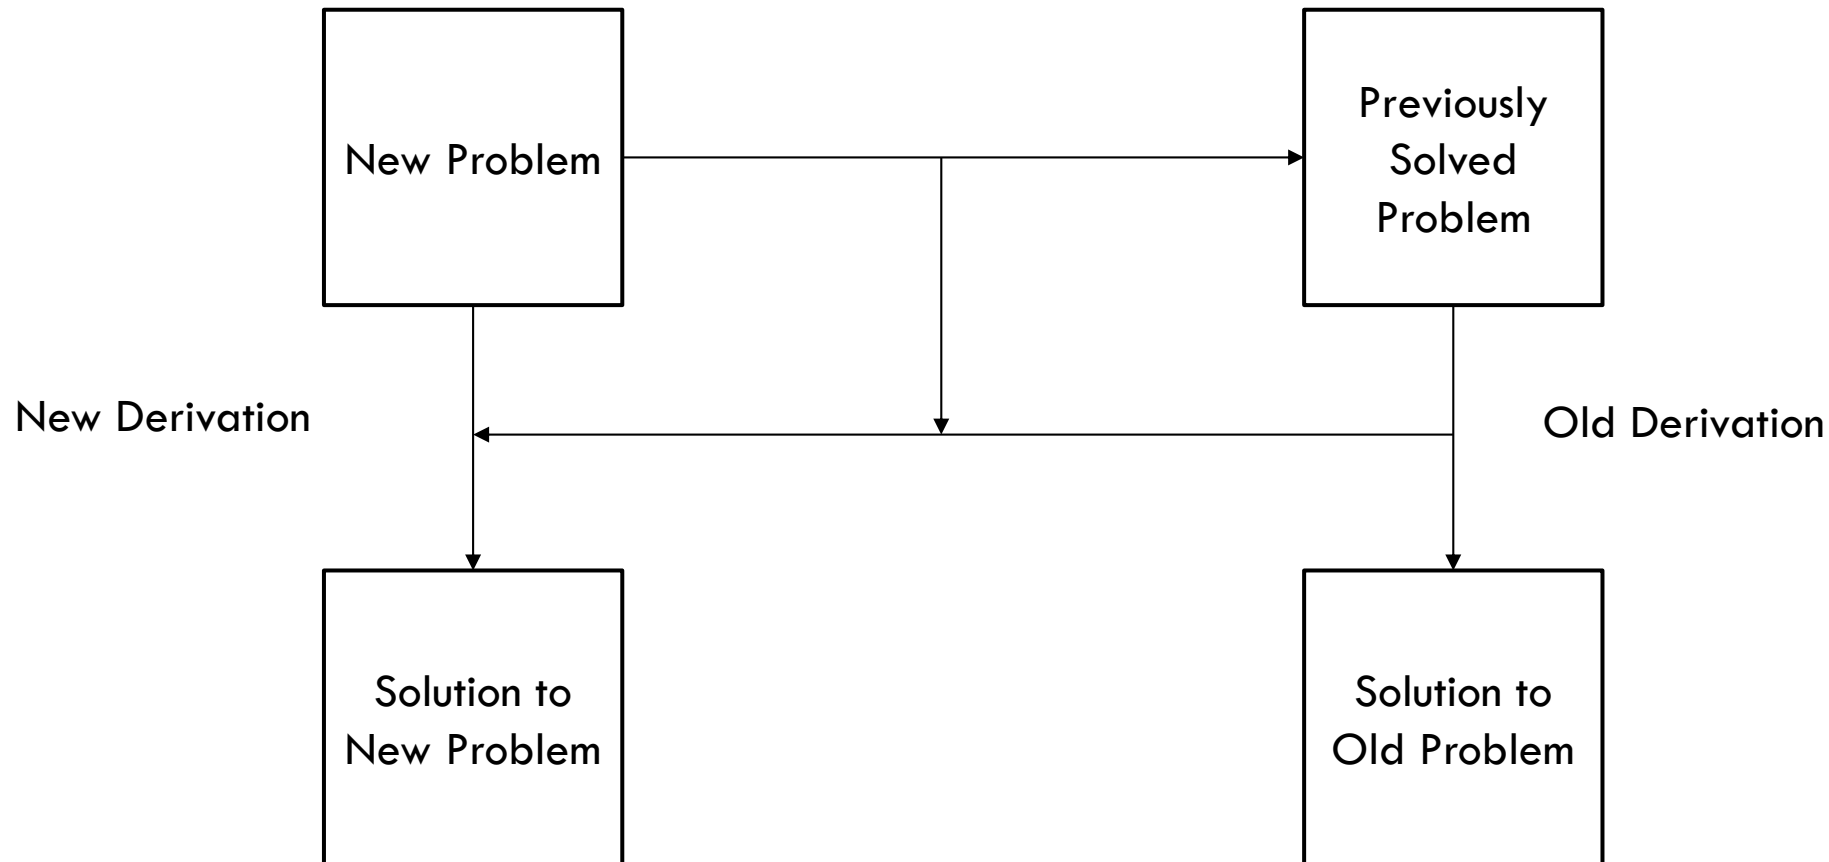 New Problem
Previously
Solved
Problem
New Derivation
Old Derivation
Solution to
New Problem
Solution to
Old Problem